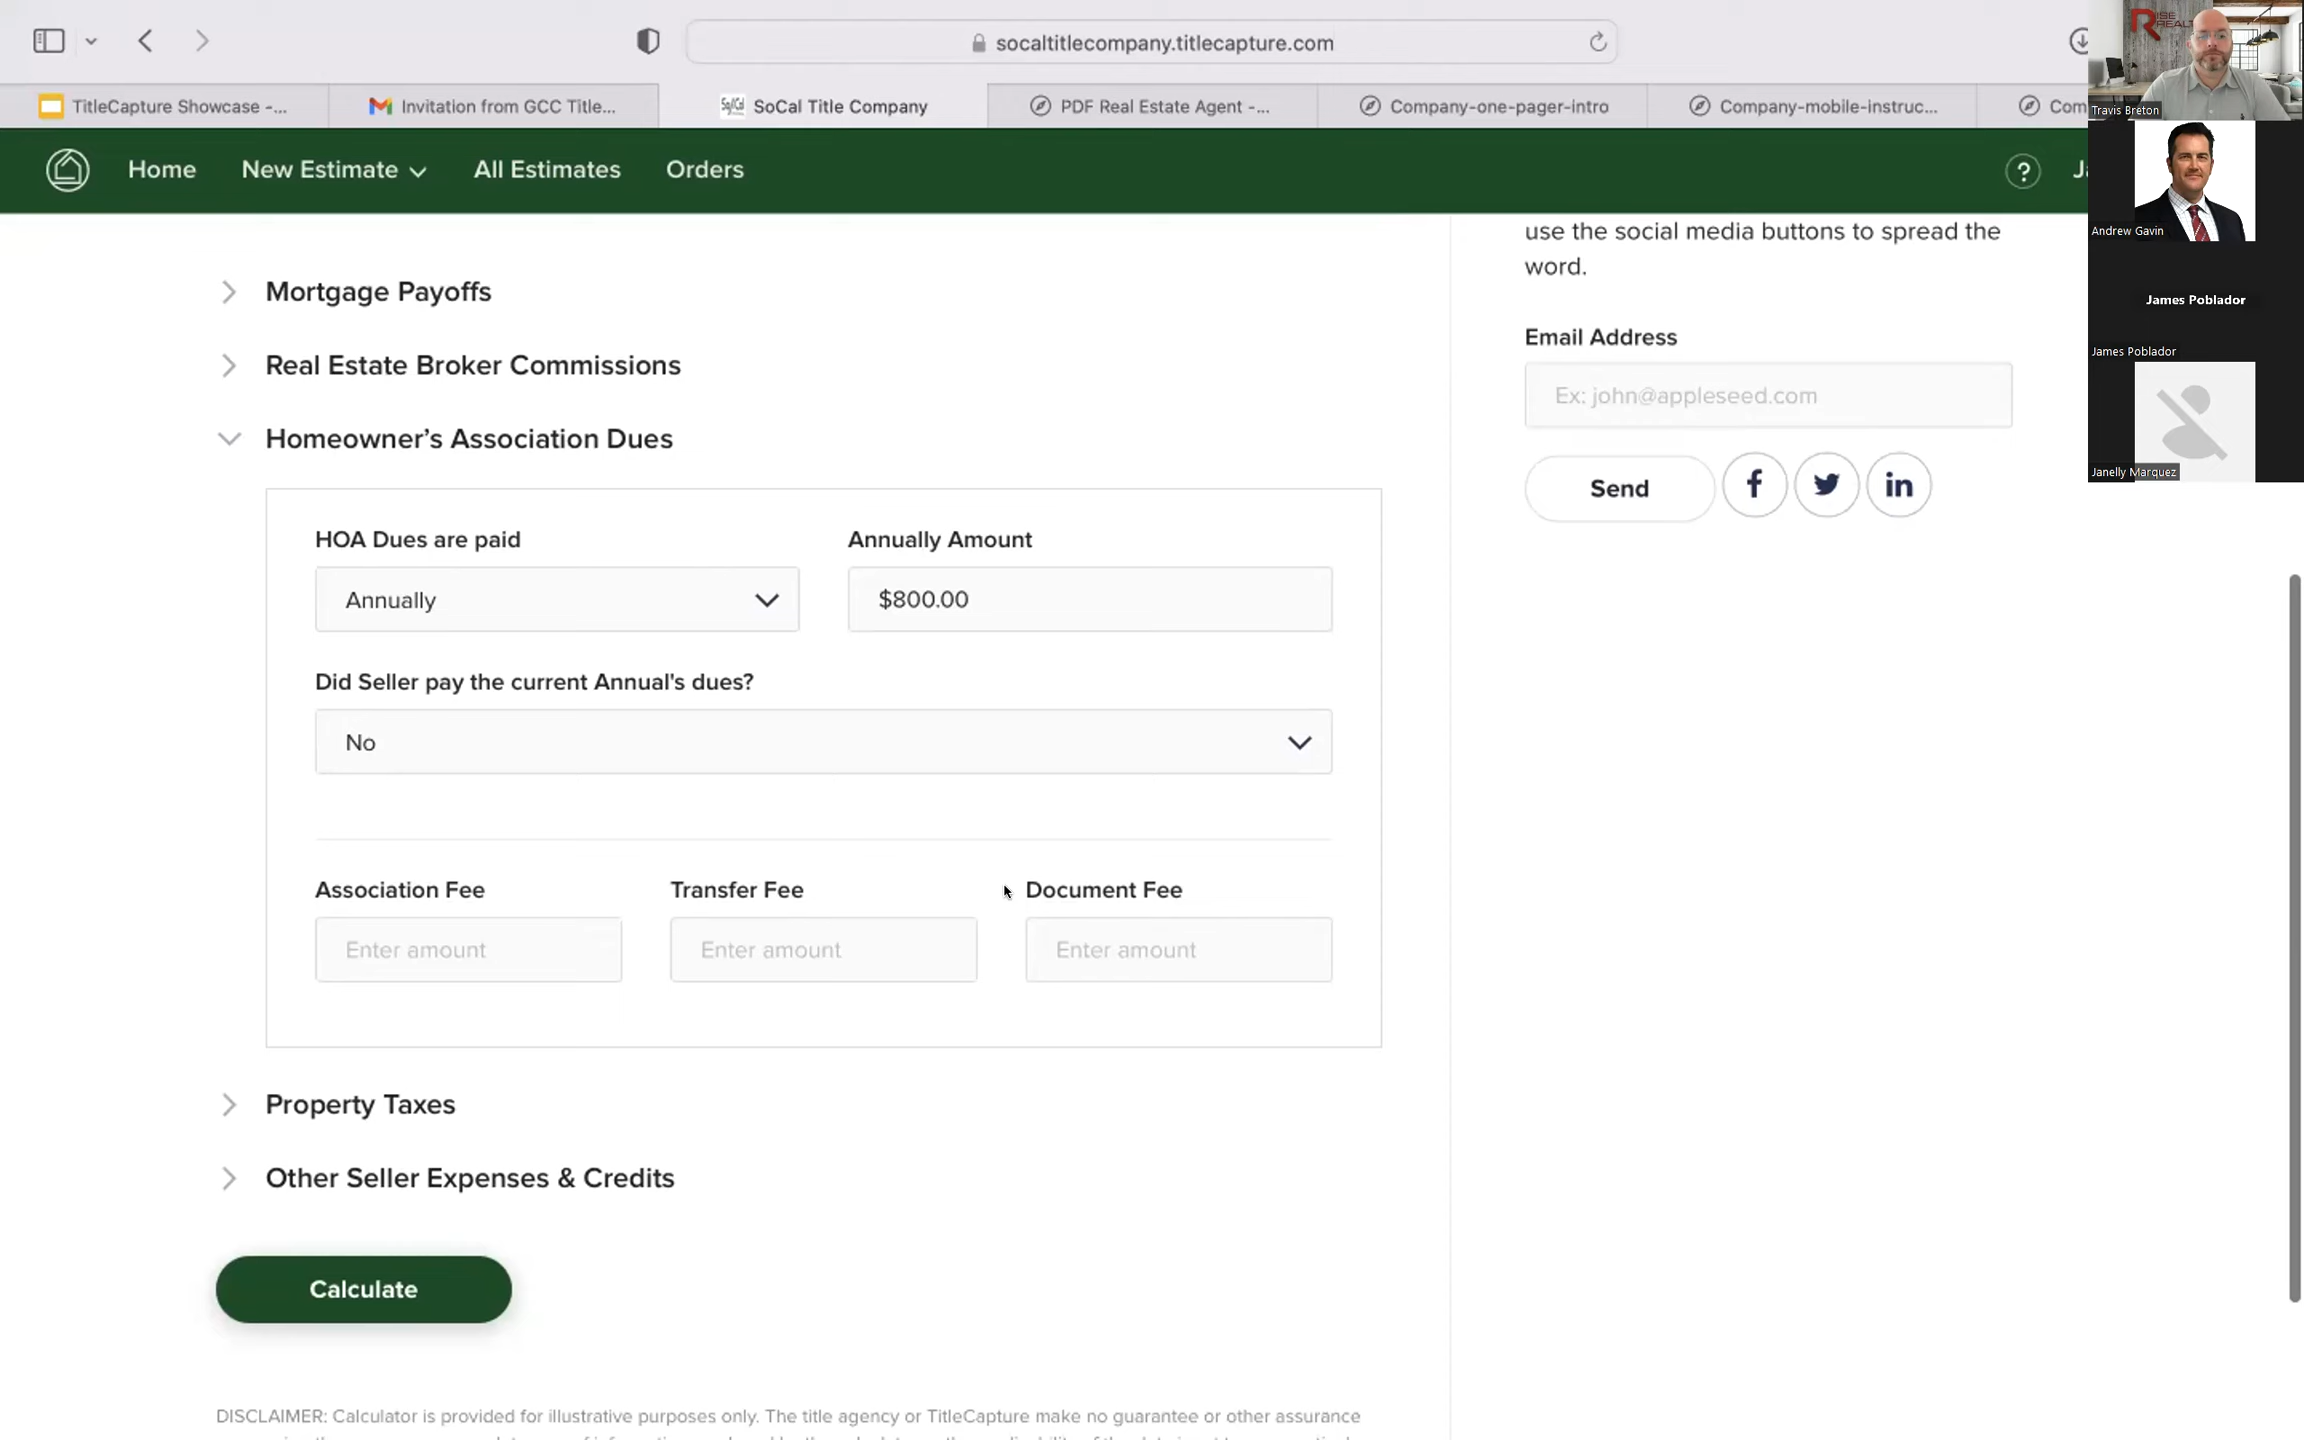 socaltitlecompany.titlecapture.com
TitleCapture Showcase -...
Invitation from GCC Title...
SoCal Title Company
PDF Real Estate Agent -...
Company-one-pager-intro
Company-mobile-instruc...
Com
Travis Breton
Home
New Estimate
All Estimates
Orders
?
Ja
Andrew Gavin
use the social media buttons to spread the
word.
James Poblador
James Poblador
Janelly Marquez
Mortgage Payoffs
Real Estate Broker Commissions
Homeowner's Association Dues
Email Address
Ex: john@appleseed.com
Send
HOA Dues are paid
Annually Amount
Annually
$800.00
Did Seller pay the current Annual's dues?
No
Association Fee
Transfer Fee
Document Fee
Enter amount
Enter amount
Enter amount
Property Taxes
Other Seller Expenses & Credits
Calculate
DISCLAIMER: Calculator is provided for illustrative purposes only. The title agency or TitleCapture make no guarantee or other assurance